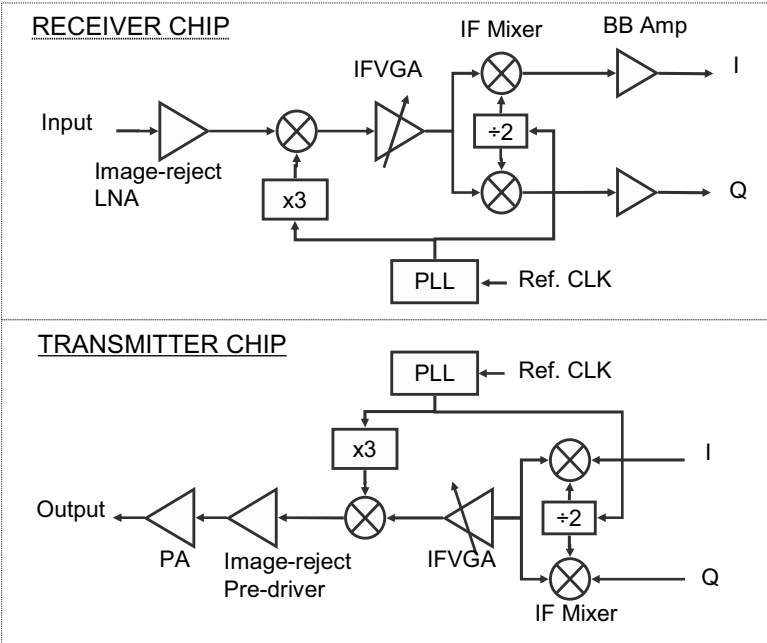 RECEIVER CHIP
IF Mixer
BB Amp
I
IFVGA
Input
÷2
Image-reject
LNA
x3
Q
PLL
Ref. CLK
TRANSMITTER CHIP
PLL
Ref. CLK
x3
I
Output
÷2
PA
Image-reject
Pre-driver
IFVGA
Q
IF Mixer